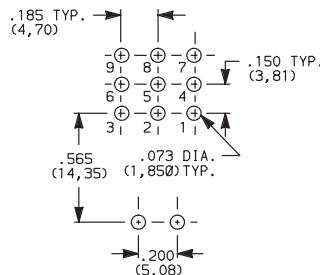 .185 TYP.
(4,70)
.150 TYP.
(3,81)
9 8 7
6 5 4
3 2 1
.565
(14,35)
.073 DIA.
(1,850) TYP.
.200
(5.08)